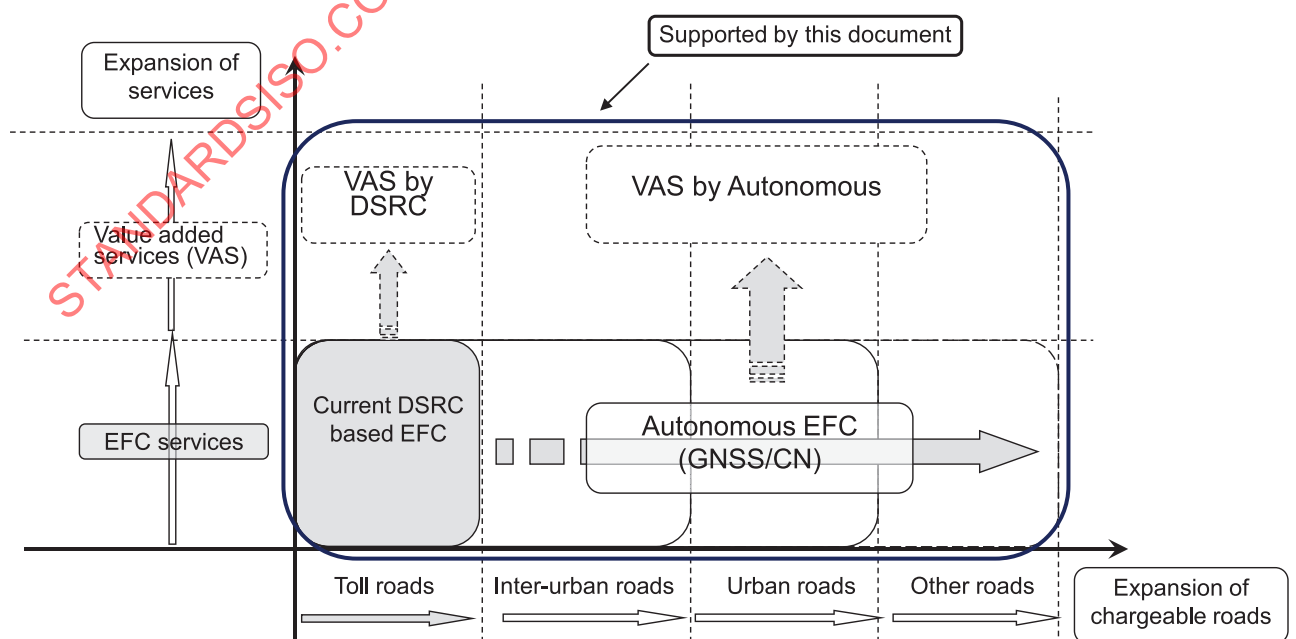 Supported by this document
Expansion of
services
STANDARDSISO.CO
VAS by
DSRC
VAS by Autonomous
Value added
services (VAS)
Current DSRC
based EFC
Autonomous EFC
(GNSS/CN)
EFC services
Toll roads
Inter-urban roads
Urban roads
Other roads
Expansion of
chargeable roads